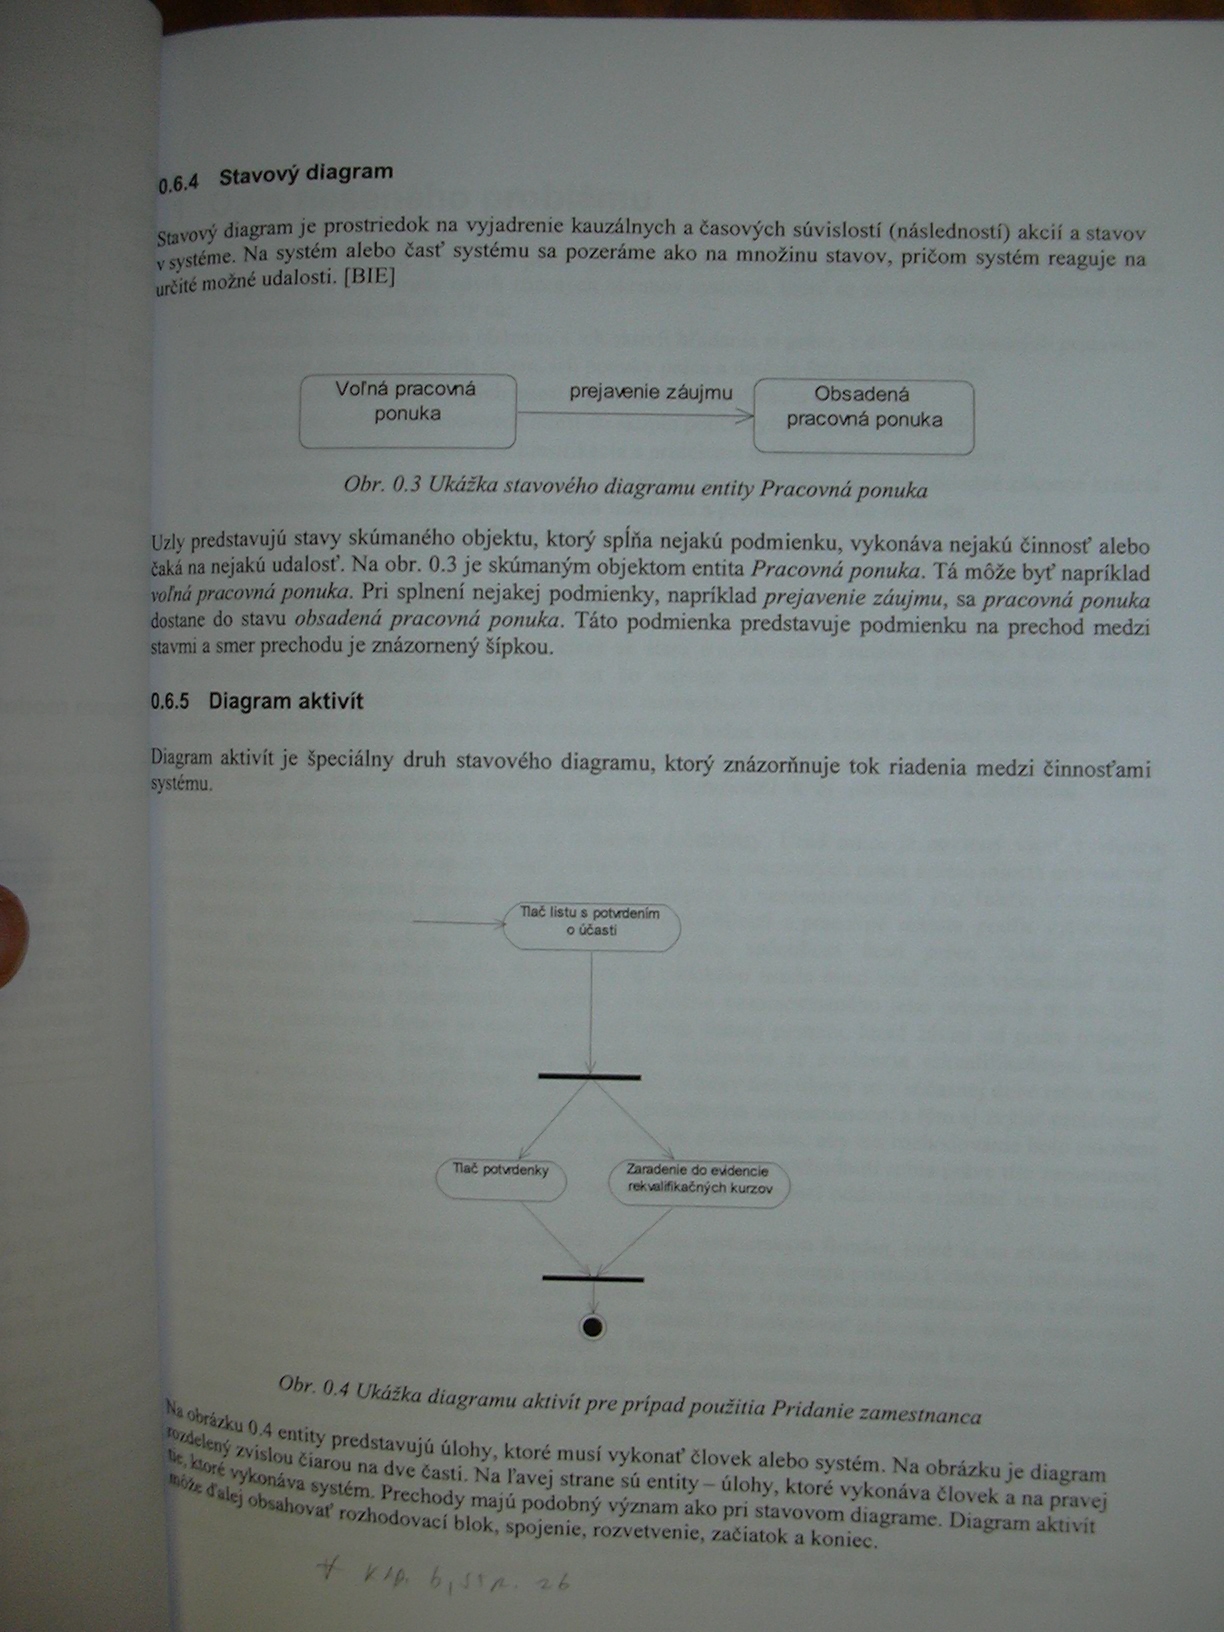 0.6.4 Stavový diagram
Stavový diagram je prostriedok na vyjadrenie kauzálnych a časových súvislostí (následností) akcií a stavov
v systéme. Na systém alebo časť systému sa pozeráme ako na množinu stavov, pričom systém reaguje na
určité možné udalosti. [BIE]
Voľná pracovná
ponuka
prejavenie záujmu
Obsadená
pracovná ponuka
Obr. 0.3 Ukážka stavového diagramu entity Pracovná ponuka
Uzly predstavujú stavy skúmaného objektu, ktorý spĺňa nejakú podmienku, vykonáva nejakú činnosť alebo
čaká na nejakú udalosť. Na obr. 0.3 je skúmaným objektom entita Pracovná ponuka. Tá môže byť napríklad
voľná pracovná ponuka. Pri splnení nejakej podmienky, napríklad prejavenie záujmu, sa pracovná ponuka
dostane do stavu obsadená pracovná ponuka. Táto podmienka predstavuje podmienku na prechod medzi
stavmi a smer prechodu je znázornený šípkou.
0.6.5 Diagram aktivít
Diagram aktivít je špeciálny druh stavového diagramu, ktorý znázorňnuje tok riadenia medzi činnosťami
systému.
Tlač listu s potvrdením
o účasti
Tlač potvrdenky
Zaradenie do evidencie
rekvalifikačných kurzov
Obr. 0.4 Ukážka diagramu aktivít pre prípad použitia Pridanie zamestnanca
Na obrázku 0.4 entity predstavujú úlohy, ktoré musí vykonať človek alebo systém. Na obrázku je diagram
rozdelený zvislou čiarou na dve časti. Na ľavej strane sú entity – úlohy, ktoré vykonáva človek a na pravej
tie, ktoré vykonáva systém. Prechody majú podobný význam ako pri stavovom diagrame. Diagram aktivít
môže ďalej obsahovať rozhodovací blok, spojenie, rozvetvenie, začiatok a koniec.
6, str. 26